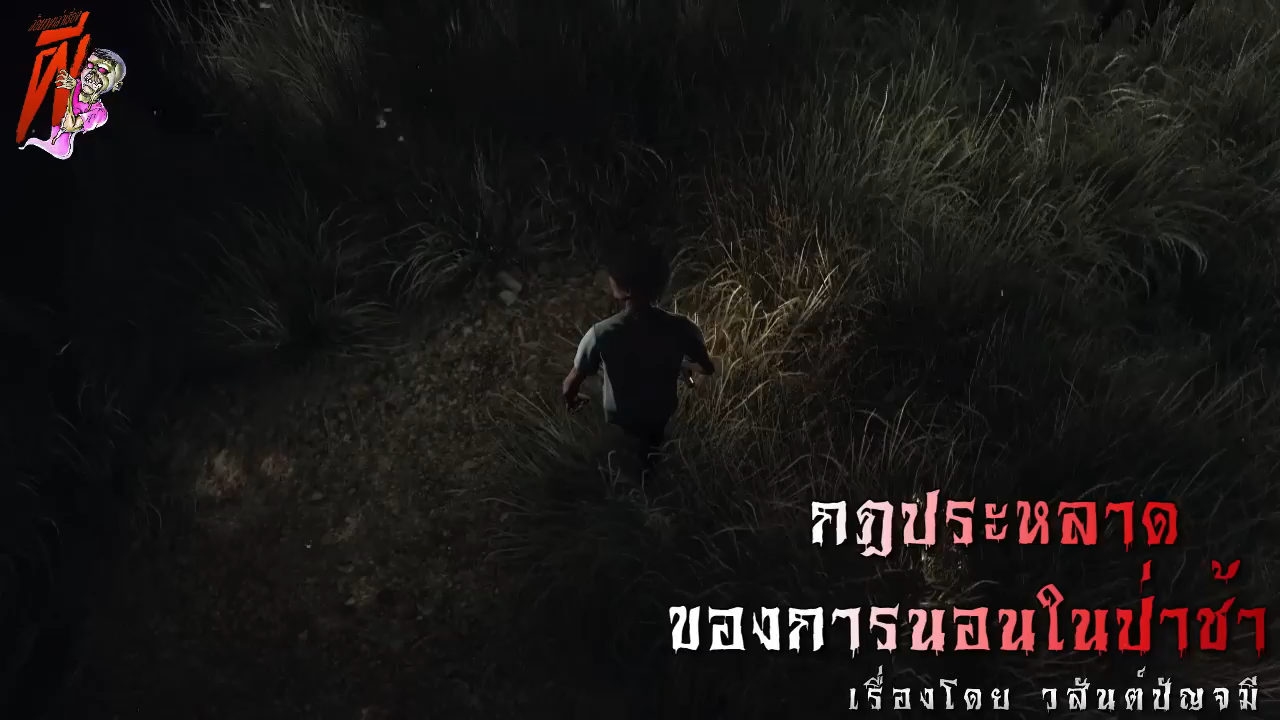 ผี
กฎประหลาด
ของการนอนในป่าช้า
เรื่องโดย วสันต์ปัญจมี